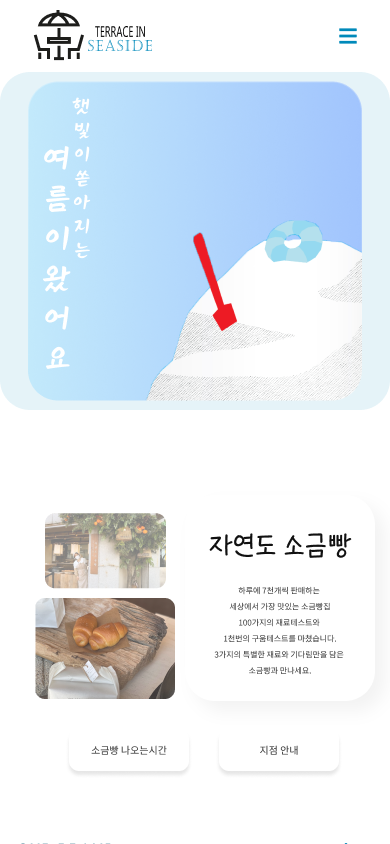 TERRACE IN
SEASIDE
햇빛이쏟아지는
여름이왔어요
자연도 소금빵
하루에 7천개씩 판매하는
세상에서 가장 맛있는 소금빵집
100가지의 재료테스트와
1천번의 구움테스트를 마쳤습니다.
3가지의 특별한 재료와 기다림만을 담은
소금빵과 만나세요.
소금빵 나오는시간
지점 안내